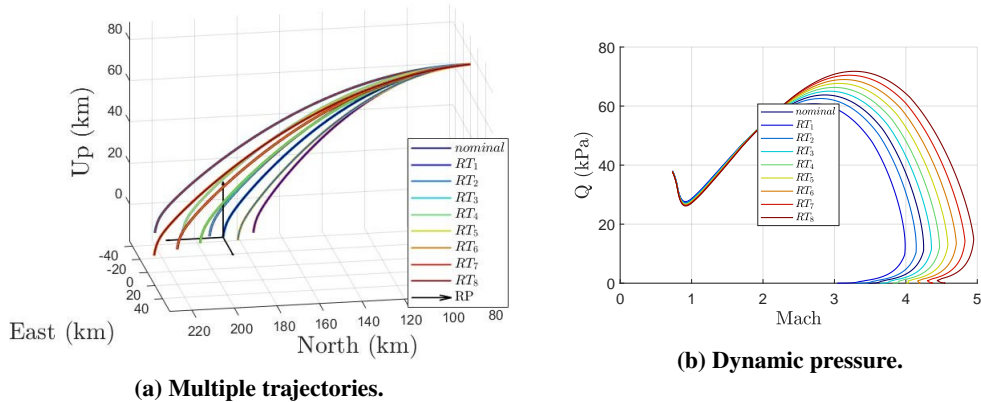 80
60
40
20
0
Up (km)
-40
-20
0
20
40
East (km)
220
200
180
160
140
120
100
80
North (km)
nominal
RT1
RT2
RT3
RT4
RT5
RT6
RT7
RT8
RP
(a) Multiple trajectories.
80
60
40
20
0
Q (kPa)
nominal
RT1
RT2
RT3
RT4
RT5
RT6
RT7
RT8
0
1
2
3
4
5
Mach
(b) Dynamic pressure.